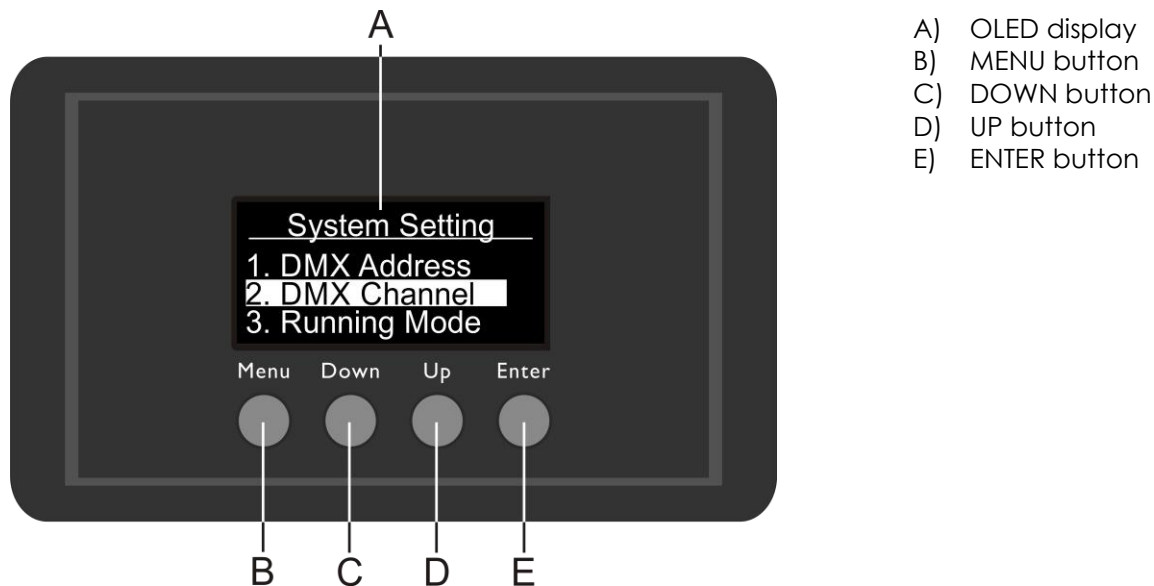 A
A) OLED display
B) MENU button
C) DOWN button
D) UP button
E) ENTER button
System Setting
1. DMX Address
2. DMX Channel
3. Running Mode
Menu Down Up Enter
B C D E